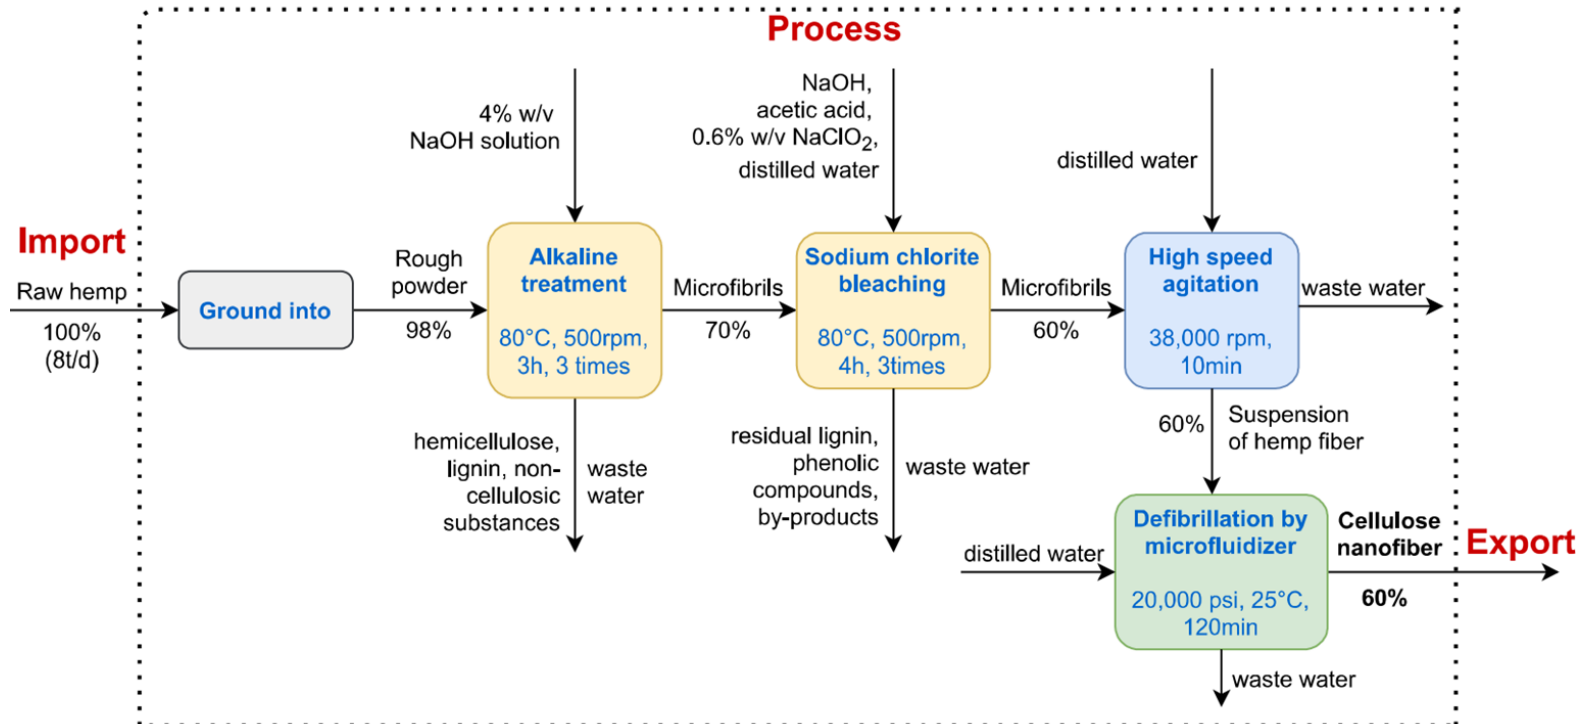 Process
Import
Raw hemp
100%
(8t/d)
Ground into
Rough
powder
98%
4% w/v
NaOH solution
Alkaline
treatment
80°C, 500rpm,
3h, 3 times
hemicellulose,
lignin, non-
cellulosic
substances
waste
water
Microfibrils
70%
NaOH,
acetic acid,
0.6% w/v NaClO₂,
distilled water
Sodium chlorite
bleaching
80°C, 500rpm,
4h, 3times
residual lignin,
phenolic
compounds,
by-products
waste water
Microfibrils
60%
distilled water
High speed
agitation
38,000 rpm,
10min
waste water
60%
Suspension
of hemp fiber
distilled water
Defibrillation by
microfluidizer
20,000 psi, 25°C,
120min
waste water
Cellulose
nanofiber
60%
Export